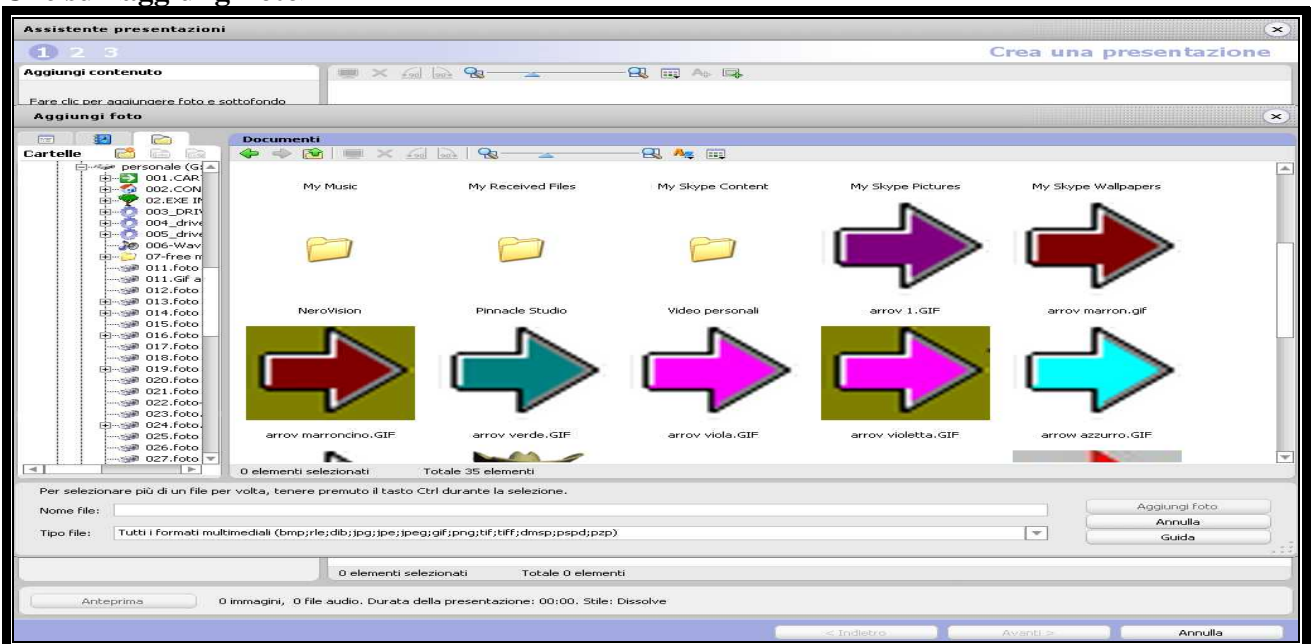 Assistente presentazioni
1 2 3
Crea una presentazione
Aggiungi contenuto
Fare clic per aggiungere foto e sottofondo
Aggiungi foto
Documenti
Cartelle
personale (G:
001.CAR
002.CON
02.EXE IN
003_DRIV
004_drive
005_drive
006-Wav
07-free m
011.foto
011.Gif a
012.foto
013.foto
014.foto
015.foto
016.foto
017.foto
018.foto
019.foto
020.foto
021.foto
022.foto
023.foto.
024.foto.
025.foto
026.foto
027.foto
My Music My Received Files My Skype Content My Skype Pictures My Skype Wallpapers
NeroVision Pinnacle Studio Video personali arrov 1.GIF arrov marron.gif
arrov marroncino.GIF arrov verde.GIF arrov viola.GIF arrov violetta.GIF arrow azzurro.GIF
0 elementi selezionati Totale 35 elementi
Per selezionare più di un file per volta, tenere premuto il tasto Ctrl durante la selezione.
Nome file:
Aggiungi foto
Annulla
Tipo file: Tutti i formati multimediali (bmp;rle;dib;jpg;jpe;jpeg;gif;png;tif;tiff;dmsp;pspd;pzp)
Guida
0 elementi selezionati Totale 0 elementi
Anteprima 0 immagini, 0 file audio. Durata della presentazione: 00:00. Stile: Dissolve
< Indietro Avanti > Annulla